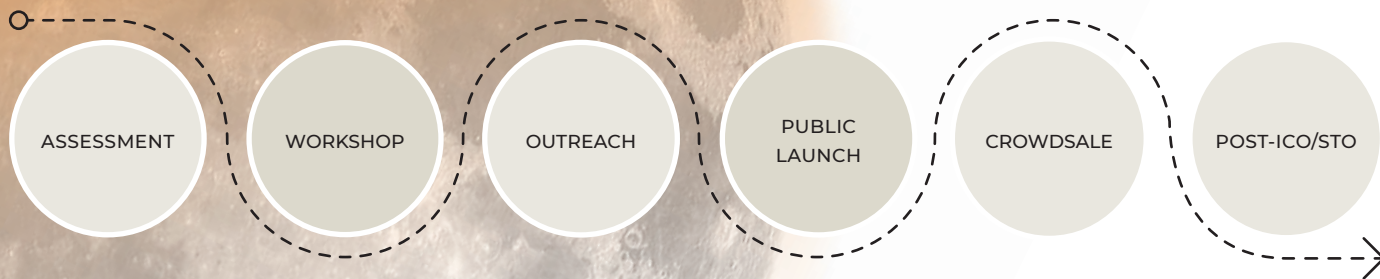 ASSESSMENT
WORKSHOP
OUTREACH
PUBLIC
LAUNCH
CROWDSALE
POST-ICO/STO